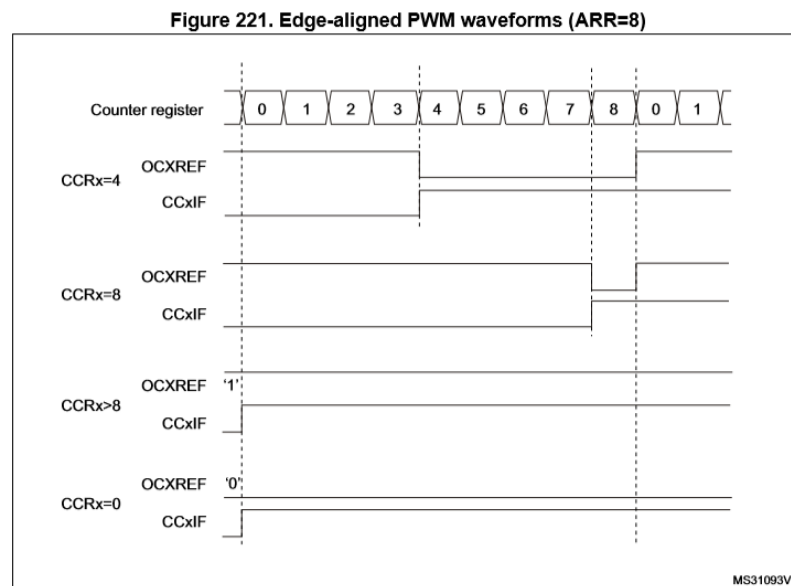 Figure 221. Edge-aligned PWM waveforms (ARR=8)
Counter register 0 1 2 3 4 5 6 7 8 0 1
OCXREF
CCRx=4
CCxIF
OCXREF
CCRx=8
CCxIF
OCXREF '1'
CCRx>8
CCxIF
OCXREF '0'
CCRx=0
CCxIF
MS31093V